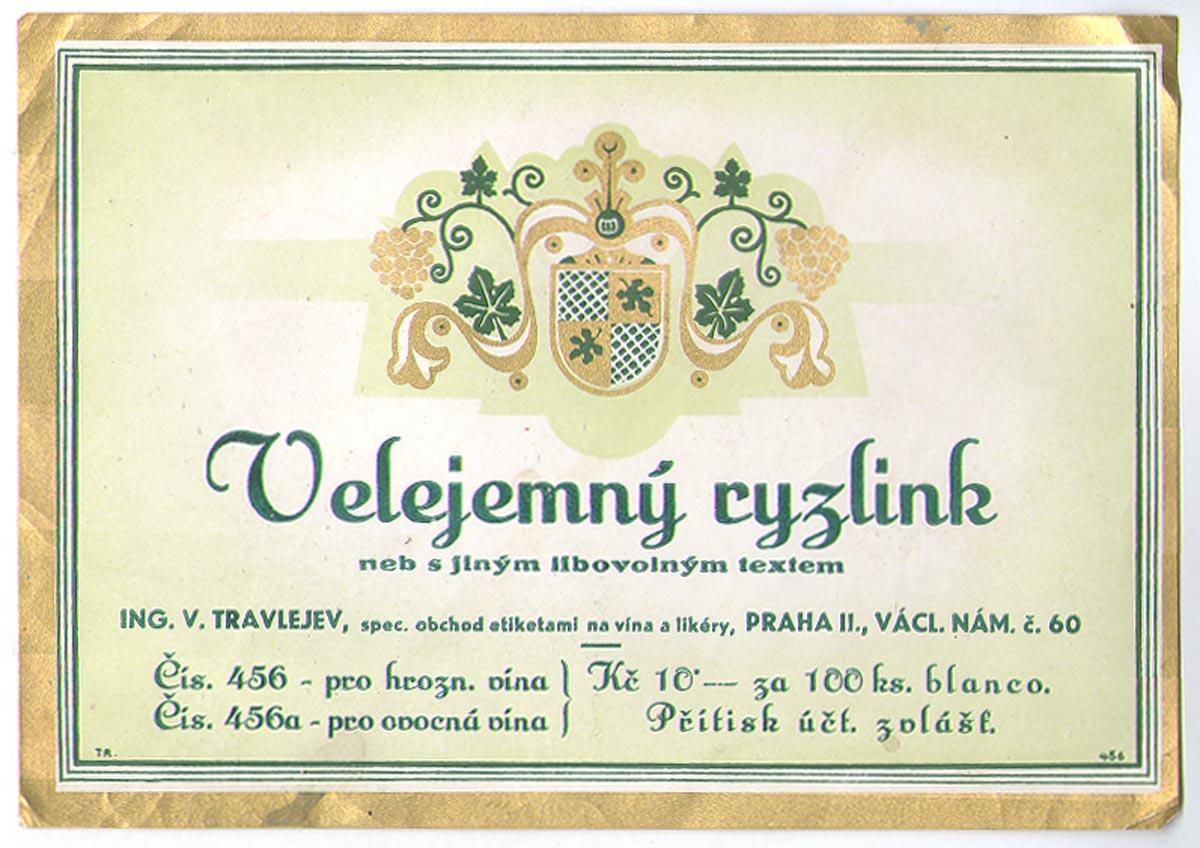 Velejemný ryzlink
neb s jiným libovolným textem
ING. V. TRAVLEJEV, spec. obchod etiketami na vína a likéry, PRAHA II., VÁCL. NÁM. č. 60
Čís. 456 - pro hrozn. vína } Kč 10·— za 100 ks. blanco.
Čís. 456a - pro ovocná vína } Přítisk účt. zvlášť.
TR. 456